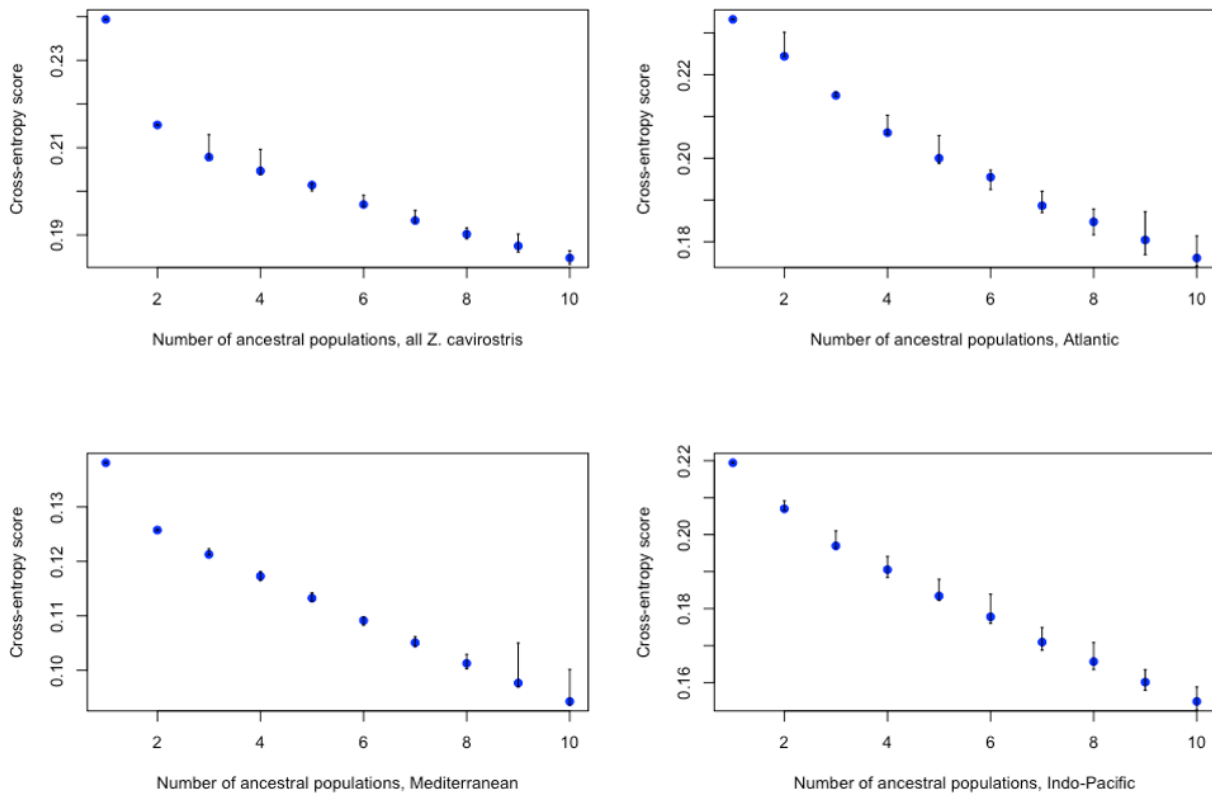 Cross-entropy score
0.23
0.21
0.19
2 4 6 8 10
Number of ancestral populations, all Z. cavirostris
Cross-entropy score
0.22
0.20
0.18
2 4 6 8 10
Number of ancestral populations, Atlantic
Cross-entropy score
0.13
0.12
0.11
0.10
2 4 6 8 10
Number of ancestral populations, Mediterranean
Cross-entropy score
0.22
0.20
0.18
0.16
2 4 6 8 10
Number of ancestral populations, Indo-Pacific